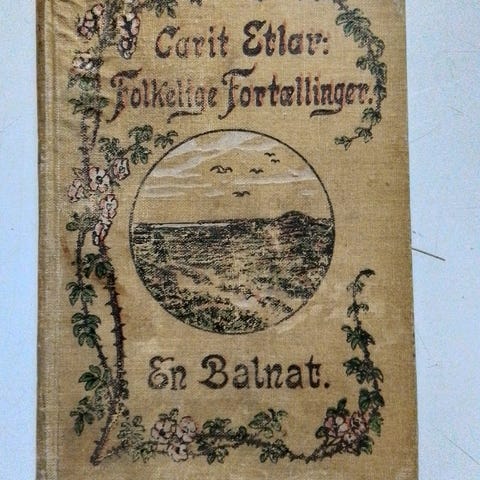 Carit Etlar:
Folkelige Fortællinger.
En Balnat.